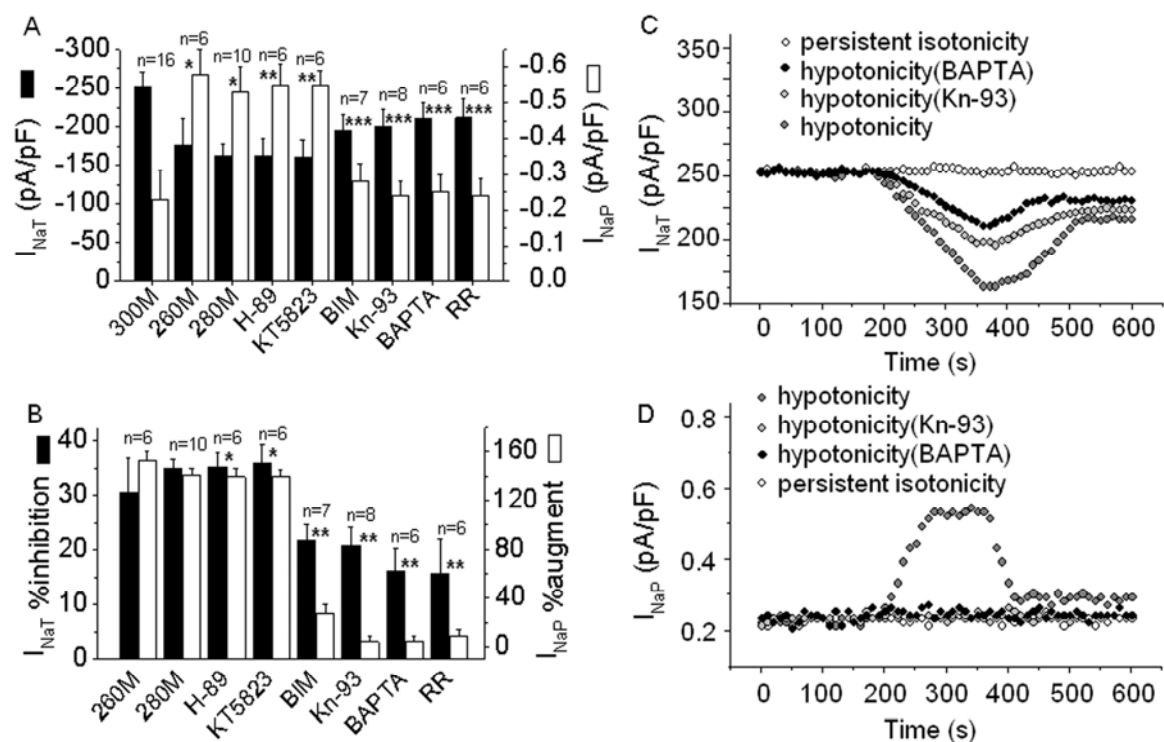 A
I_NaT (pA/pF)
-300
-250
-200
-150
-100
-50
0
n=16
n=6
*
n=10
*
n=6
**
n=6
**
n=7
***
n=8
***
n=6
***
n=6
***
-0.6
-0.5
-0.4
-0.3
-0.2
-0.1
0.0
I_NaP (pA/pF)
300M
260M
280M
H-89
KT5823
BIM
Kn-93
BAPTA
RR
C
I_NaT (pA/pF)
350
300
250
200
150
persistent isotonicity
hypotonicity(BAPTA)
hypotonicity(Kn-93)
hypotonicity
0 100 200 300 400 500 600
Time (s)
B
I_NaT %inhibition
40
30
20
10
0
n=6
n=10
n=6
*
n=6
*
n=7
**
n=8
**
n=6
**
n=6
**
160
120
80
40
0
I_NaP %augment
260M
280M
H-89
KT5823
BIM
Kn-93
BAPTA
RR
D
I_NaP (pA/pF)
hypotonicity
hypotonicity(Kn-93)
hypotonicity(BAPTA)
persistent isotonicity
0.8
0.6
0.4
0.2
0 100 200 300 400 500 600
Time (s)